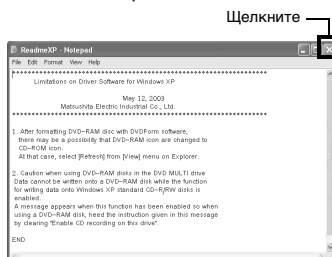 Щелкните
ReadmeXP - Notepad
File Edit Format View Help
********************************************************************
Limitations on Driver Software for Windows XP
May 12, 2003
Matsushita Electric Industrial Co., Ltd.
********************************************************************
1. After formatting DVD-RAM disc with DVDForm software,
there may be a possibility that DVD-RAM icon are changed to
CD-ROM icon.
At that case, select [Refresh] from [View] menu on Explorer.
2. Caution when using DVD-RAM disks in the DVD MULTI drive
Data cannot be written onto a DVD-RAM disk while the function
for writing data onto Windows XP standard CD-R/RW disks is
enabled.
A message appears when this function has been enabled so when
using a DVD-RAM disk, heed the instruction given in this message
by clearing "Enable CD recording on this drive".
END